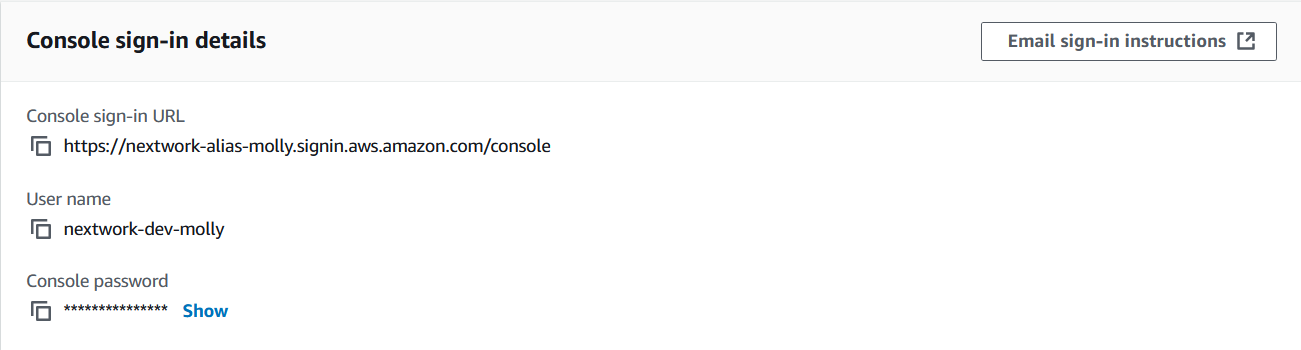 Console sign-in details
Email sign-in instructions
Console sign-in URL
https://nextwork-alias-molly.signin.aws.amazon.com/console
User name
nextwork-dev-molly
Console password
*************** Show